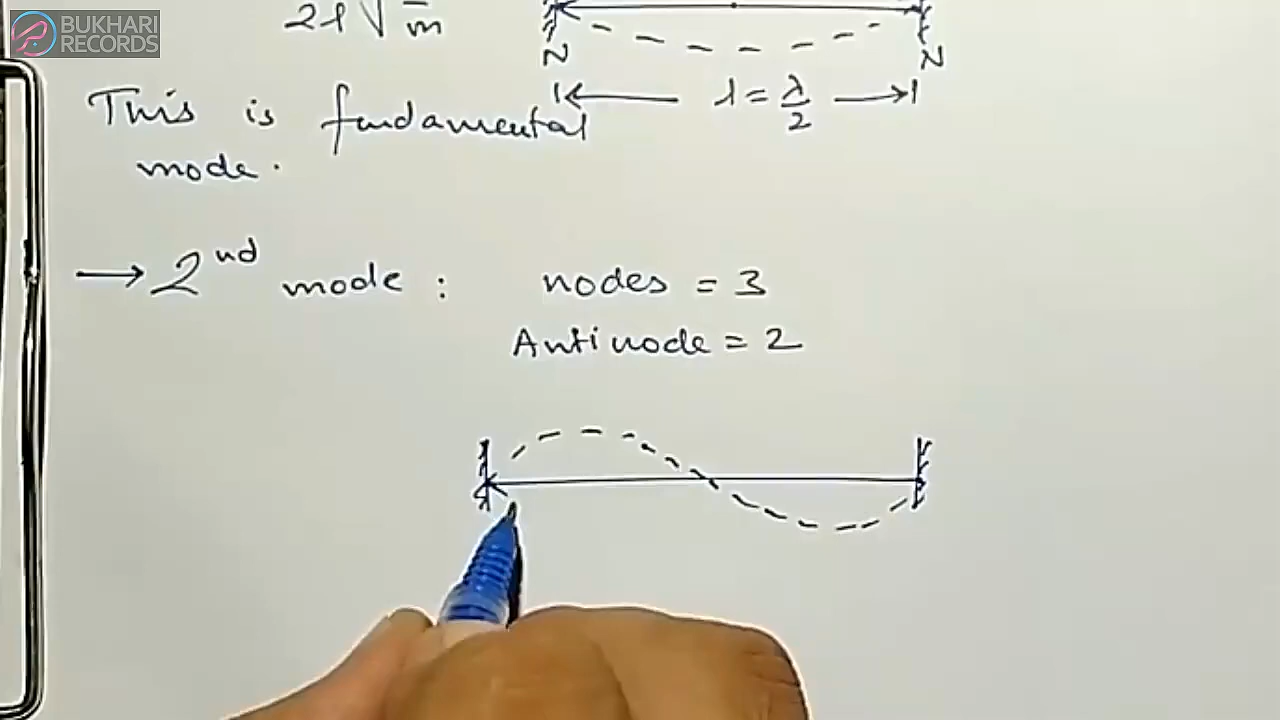 BUKHARI
RECORDS
2l √ m
N N
l = λ/2
This is fundamental
mode.
→ 2nd mode : nodes = 3
Antinode = 2